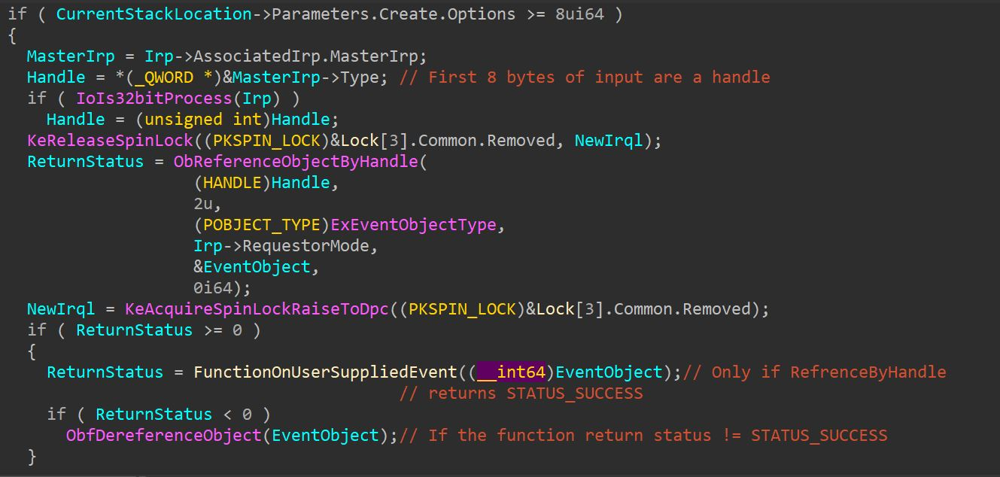 if ( CurrentStackLocation->Parameters.Create.Options >= 8ui64 )
{
MasterIrp = Irp->AssociatedIrp.MasterIrp;
Handle = *(_QWORD *)&MasterIrp->Type; // First 8 bytes of input are a handle
if ( IoIs32bitProcess(Irp) )
Handle = (unsigned int)Handle;
KeReleaseSpinLock((PKSPIN_LOCK)&Lock[3].Common.Removed, NewIrql);
ReturnStatus = ObReferenceObjectByHandle(
(HANDLE)Handle,
2u,
(POBJECT_TYPE)ExEventObjectType,
Irp->RequestorMode,
&EventObject,
0i64);
NewIrql = KeAcquireSpinLockRaiseToDpc((PKSPIN_LOCK)&Lock[3].Common.Removed);
if ( ReturnStatus >= 0 )
{
ReturnStatus = FunctionOnUserSuppliedEvent((__int64)EventObject);// Only if RefrenceByHandle
// returns STATUS_SUCCESS
if ( ReturnStatus < 0 )
ObfDereferenceObject(EventObject);// If the function return status != STATUS_SUCCESS
}